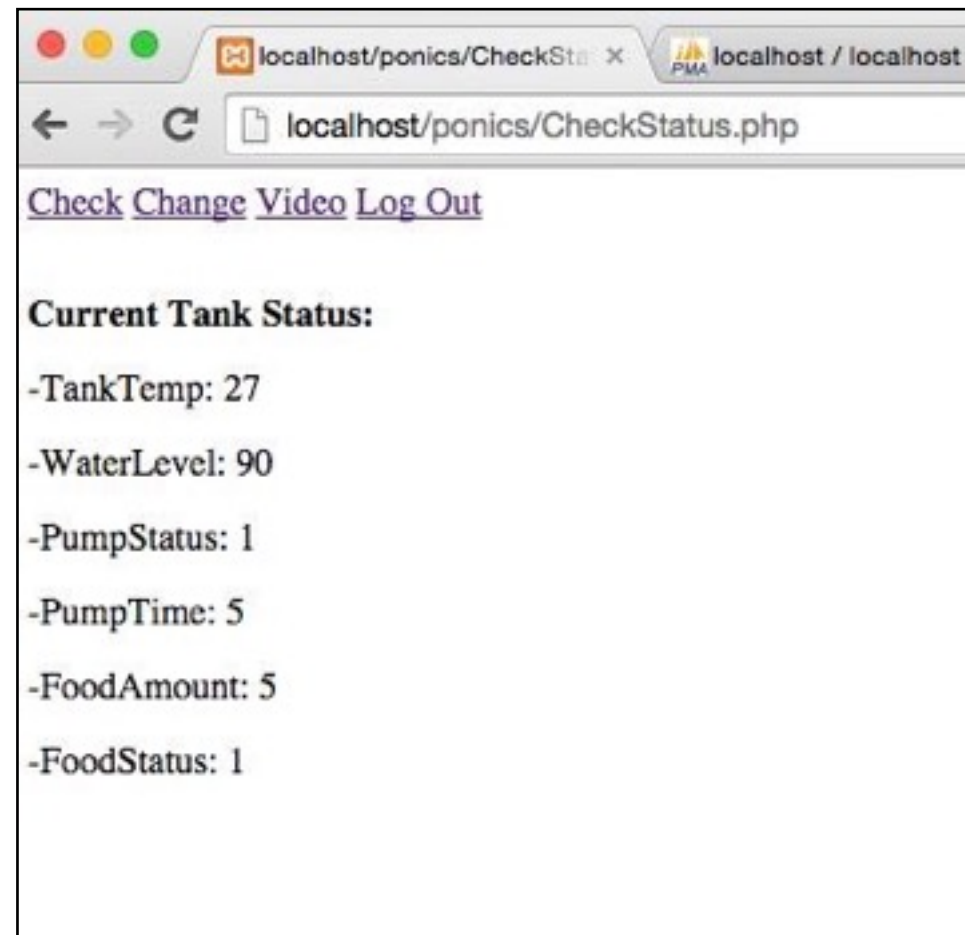 localhost/ponics/CheckSta
PMA localhost / localhost
localhost/ponics/CheckStatus.php
Check Change Video Log Out
Current Tank Status:
-TankTemp: 27
-WaterLevel: 90
-PumpStatus: 1
-PumpTime: 5
-FoodAmount: 5
-FoodStatus: 1